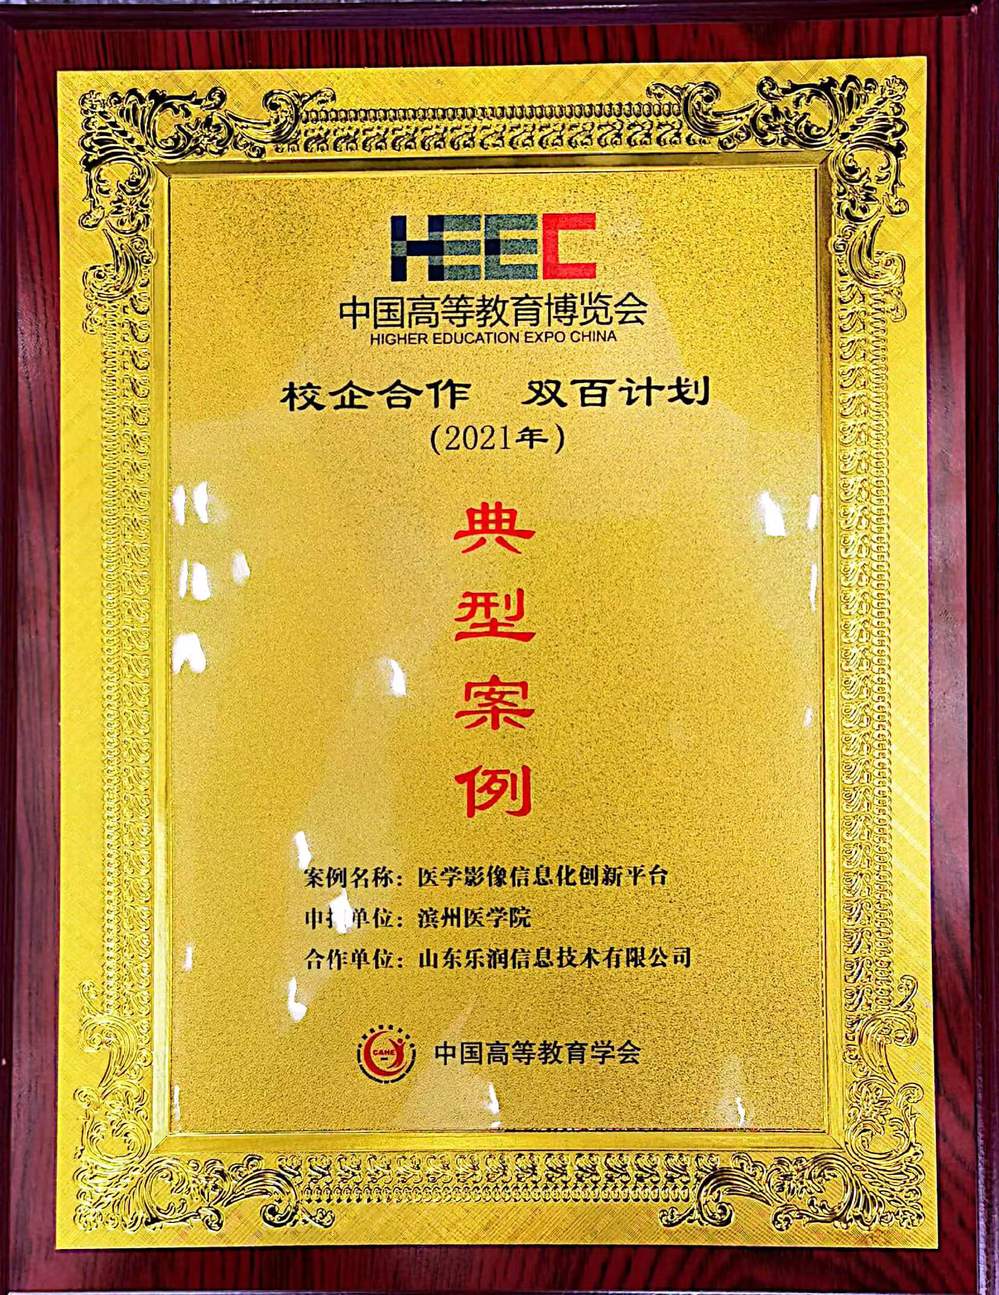 HEEC
中国高等教育博览会
HIGHER EDUCATION EXPO CHINA
校企合作 双百计划
(2021年)
典
型
案
例
案例名称：医学影像信息化创新平台
申报单位：滨州医学院
合作单位：山东乐润信息技术有限公司
CAHE
中国高等教育学会